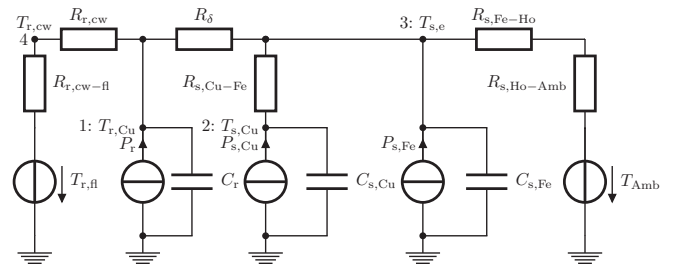 T_r,cw
4
R_r,cw
R_δ
3: T_s,e
R_s,Fe−Ho
R_r,cw−fl
R_s,Cu−Fe
R_s,Ho−Amb
1: T_r,Cu
P_r
2: T_s,Cu
P_s,Cu
P_s,Fe
T_r,fl
C_r
C_s,Cu
C_s,Fe
T_Amb